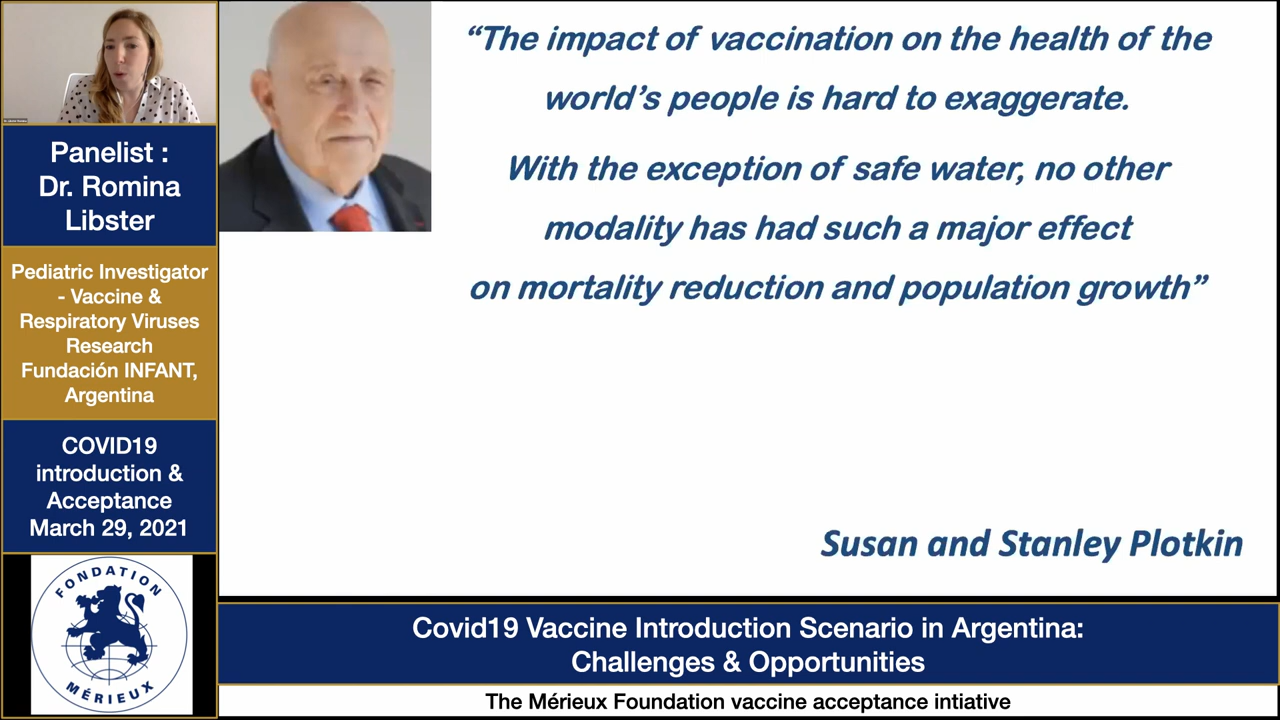 Panelist :
Dr. Romina
Libster
Pediatric Investigator
- Vaccine &
Respiratory Viruses
Research
Fundación INFANT,
Argentina
COVID19
introduction &
Acceptance
March 29, 2021
FONDATION
MÉRIEUX
“The impact of vaccination on the health of the
world’s people is hard to exaggerate.
With the exception of safe water, no other
modality has had such a major effect
on mortality reduction and population growth”
Susan and Stanley Plotkin
Covid19 Vaccine Introduction Scenario in Argentina:
Challenges & Opportunities
The Mérieux Foundation vaccine acceptance intiative